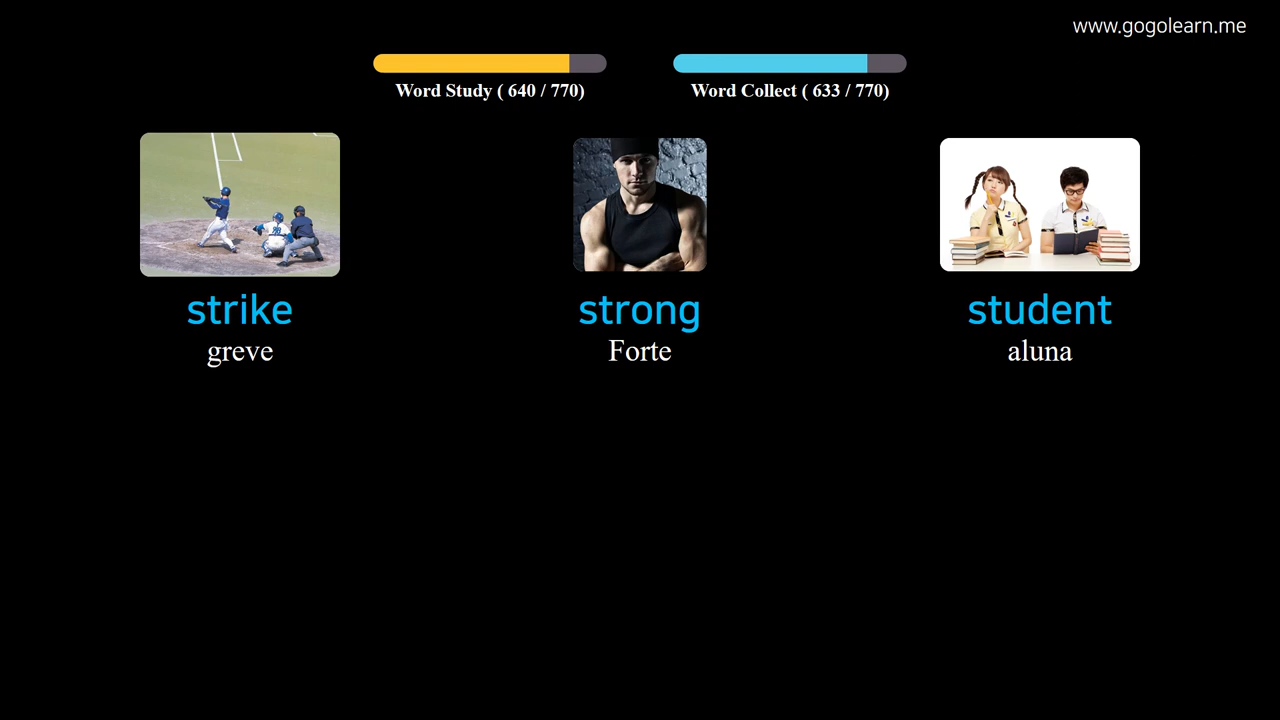 www.gogolearn.me
Word Study ( 640 / 770)
Word Collect ( 633 / 770)
strike
greve
strong
Forte
student
aluna